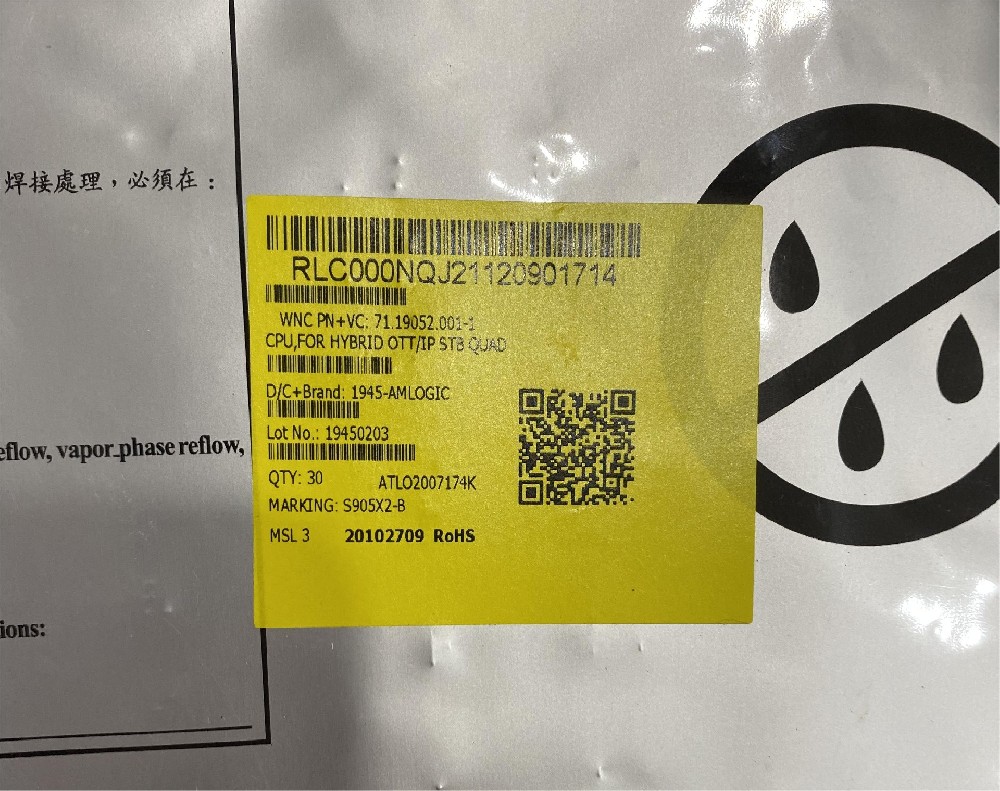 焊接處理，必須在：
RLC000NQJ21120901714
WNC PN+VC: 71.19052.001-1
CPU,FOR HYBRID OTT/IP STB QUAD
D/C+Brand: 1945-AMLOGIC
Lot No.: 19450203
QTY: 30 ATLO2007174K
MARKING: S905X2-B
MSL 3 20102709 RoHS
eflow, vapor phase reflow,
ions: